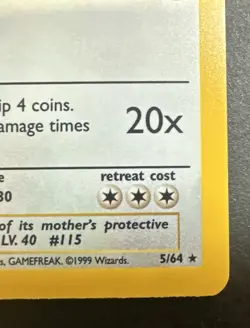 ip 4 coins.
amage times 20x
e retreat cost
30
of its mother's protective
LV. 40 #115
s, GAMEFREAK. ©1999 Wizards. 5/64 ★